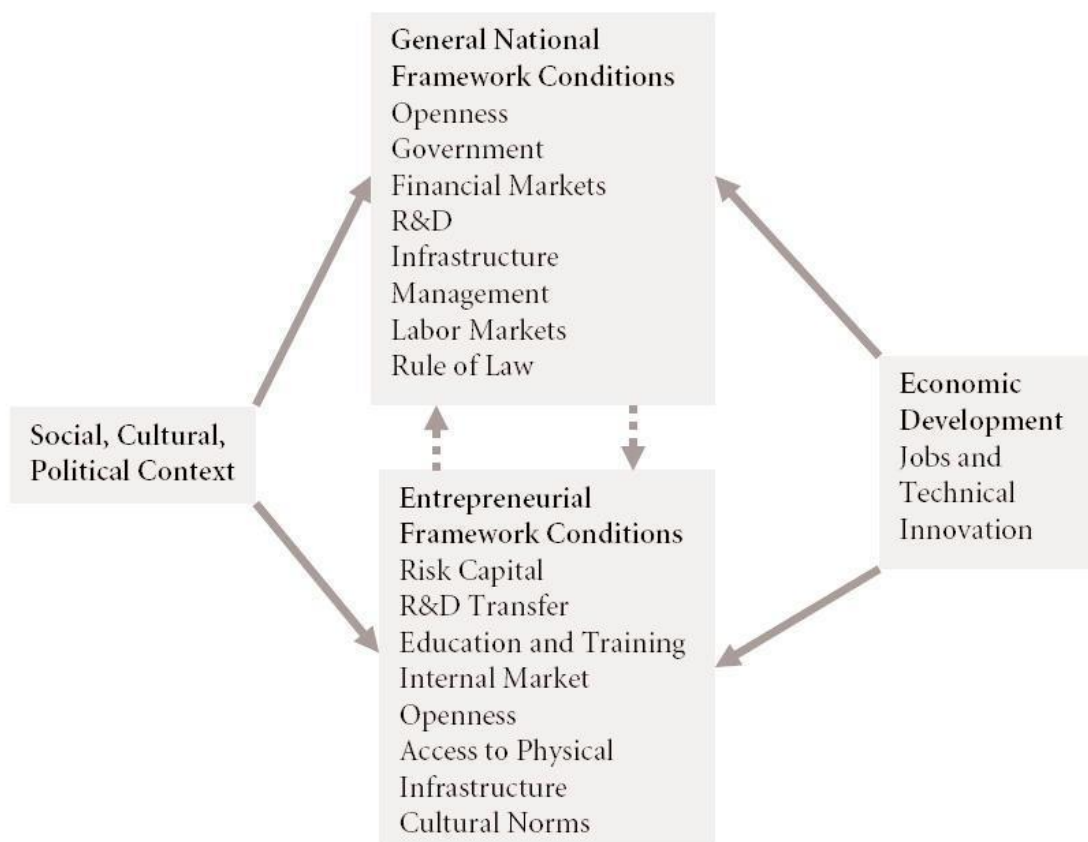 General National
Framework Conditions
Openness
Government
Financial Markets
R&D
Infrastructure
Management
Labor Markets
Rule of Law
Social, Cultural,
Political Context
Economic
Development
Jobs and
Technical
Innovation
Entrepreneurial
Framework Conditions
Risk Capital
R&D Transfer
Education and Training
Internal Market
Openness
Access to Physical
Infrastructure
Cultural Norms